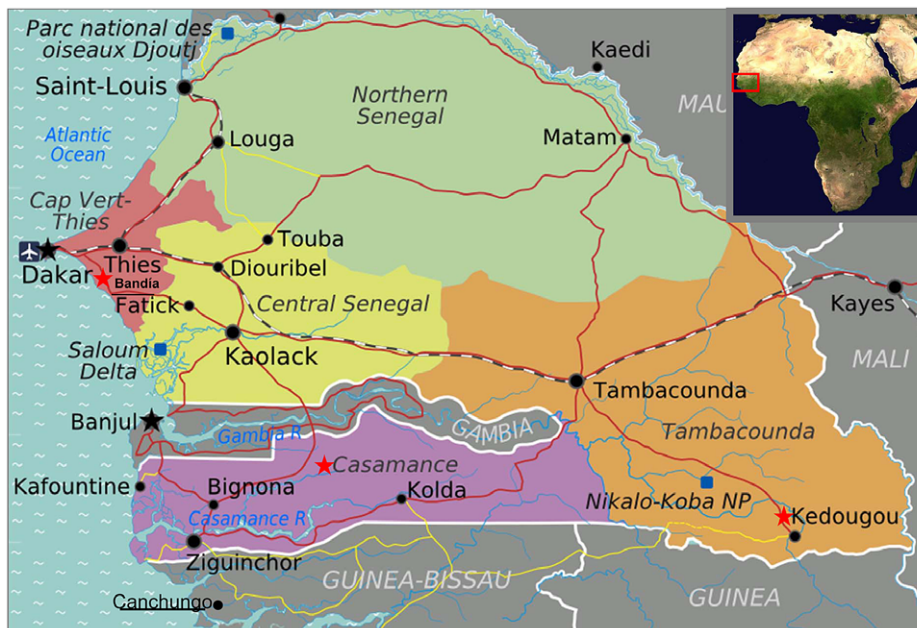 Parc national des
oiseaux Djoutj
Kaedi
Saint-Louis
Northern
Senegal
MAU
Atlantic
Ocean
Louga
Matam
Cap Vert-
Thies
Touba
Dakar
Thies
Bandía
Diouribel
Fatick
Central Senegal
Kayes
Saloum
Delta
Kaolack
MALI
Tambacounda
Banjul
Gambia R
GAMBIA
Tambacounda
Casamance
Kafountine
Bignona
Kolda
Nikalo-Koba NP
Casamance R
Kedougou
Ziguinchor
GUINEA-BISSAU
GUINEA
Canchungo